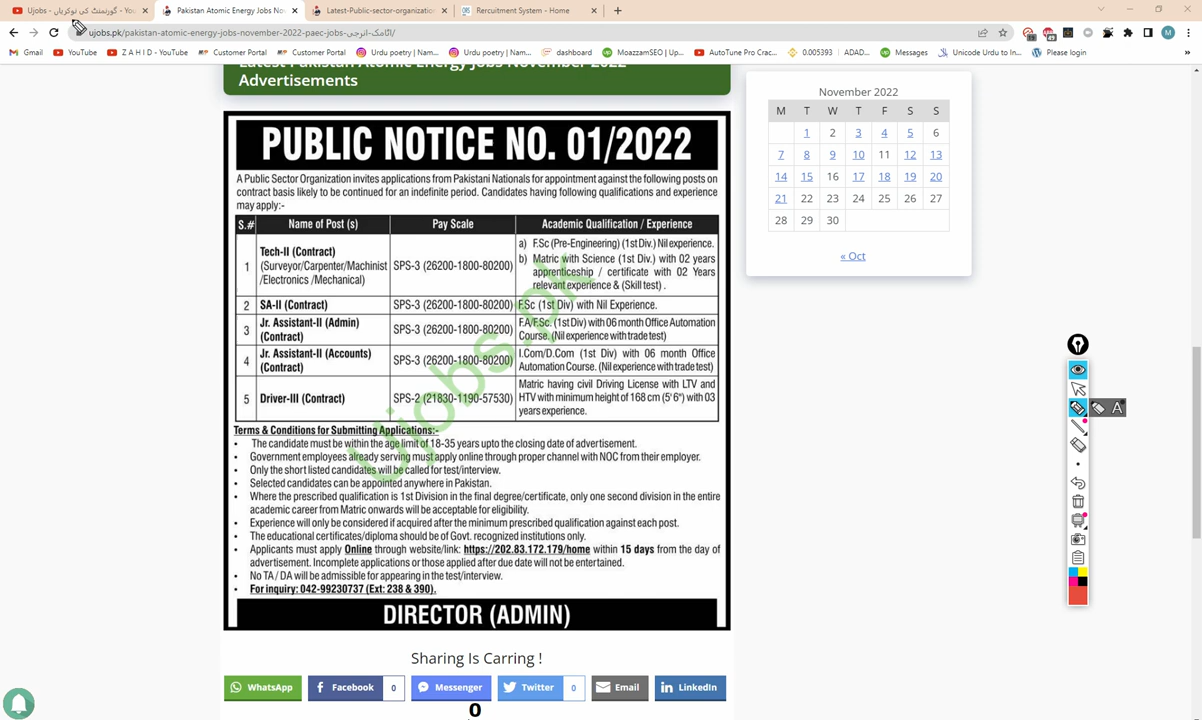 Ujobs - گورنمنٹ کی نوکریاں - You
Pakistan Atomic Energy Jobs Nov
Latest-Public-sector-organization
Recruitment System - Home
ujobs.pk/pakistan-atomic-energy-jobs-november-2022-paec-jobs-اٹامک-انرجی/
Gmail
YouTube
Z A H I D - YouTube
Customer Portal
Customer Portal
Urdu poetry | Nam...
Urdu poetry | Nam...
dashboard
MoazzamSEO | Up...
AutoTune Pro Crac...
0.005393 | ADAD...
Messages
Unicode Urdu to In...
Please login
Latest Pakistan Atomic Energy Jobs November 2022
Advertisements
PUBLIC NOTICE NO. 01/2022
A Public Sector Organization invites applications from Pakistani Nationals for appointment against the following posts on
contract basis likely to be continued for an indefinite period. Candidates having following qualifications and experience
may apply:-
S.# Name of Post (s) Pay Scale Academic Qualification / Experience
1 Tech-II (Contract)
(Surveyor/Carpenter/Machinist
/Electronics /Mechanical)
SPS-3 (26200-1800-80200)
a) F.Sc (Pre-Engineering) (1st Div.) Nil experience.
b) Matric with Science (1st Div.) with 02 years
apprenticeship / certificate with 02 Years
relevant experience & (Skill test) .
2 SA-II (Contract) SPS-3 (26200-1800-80200) F.Sc (1st Div) with Nil Experience.
3 Jr. Assistant-II (Admin)
(Contract)
SPS-3 (26200-1800-80200)
F.A/F.Sc. (1st Div) with 06 month Office Automation
Course. (Nil experience with trade test)
4 Jr. Assistant-II (Accounts)
(Contract)
SPS-3 (26200-1800-80200)
I.Com/D.Com (1st Div) with 06 month Office
Automation Course. (Nil experience with trade test)
5 Driver-III (Contract) SPS-2 (21830-1190-57530)
Matric having civil Driving License with LTV and
HTV with minimum height of 168 cm (5' 6") with 03
years experience.
Ujobs.pk
Terms & Conditions for Submitting Applications:-
• The candidate must be within the age limit of 18-35 years upto the closing date of advertisement.
• Government employees already serving must apply online through proper channel with NOC from their employer.
• Only the short listed candidates will be called for test/interview.
• Selected candidates can be appointed anywhere in Pakistan.
• Where the prescribed qualification is 1st Division in the final degree/certificate, only one second division in the entire
academic career from Matric onwards will be acceptable for eligibility.
• Experience will only be considered if acquired after the minimum prescribed qualification against each post.
• The educational certificates/diploma should be of Govt. recognized institutions only.
• Applicants must apply Online through website/link: https://202.83.172.179/home within 15 days from the day of
advertisement. Incomplete applications or those applied after due date will not be entertained.
• No TA / DA will be admissible for appearing in the test/interview.
• For inquiry: 042-99230737 (Ext: 238 & 390).
DIRECTOR (ADMIN)
Sharing Is Carring !
WhatsApp
Facebook 0
Messenger
Twitter 0
Email
LinkedIn
0
November 2022
M T W T F S S
1 2 3 4 5 6
7 8 9 10 11 12 13
14 15 16 17 18 19 20
21 22 23 24 25 26 27
28 29 30
« Oct
A
M